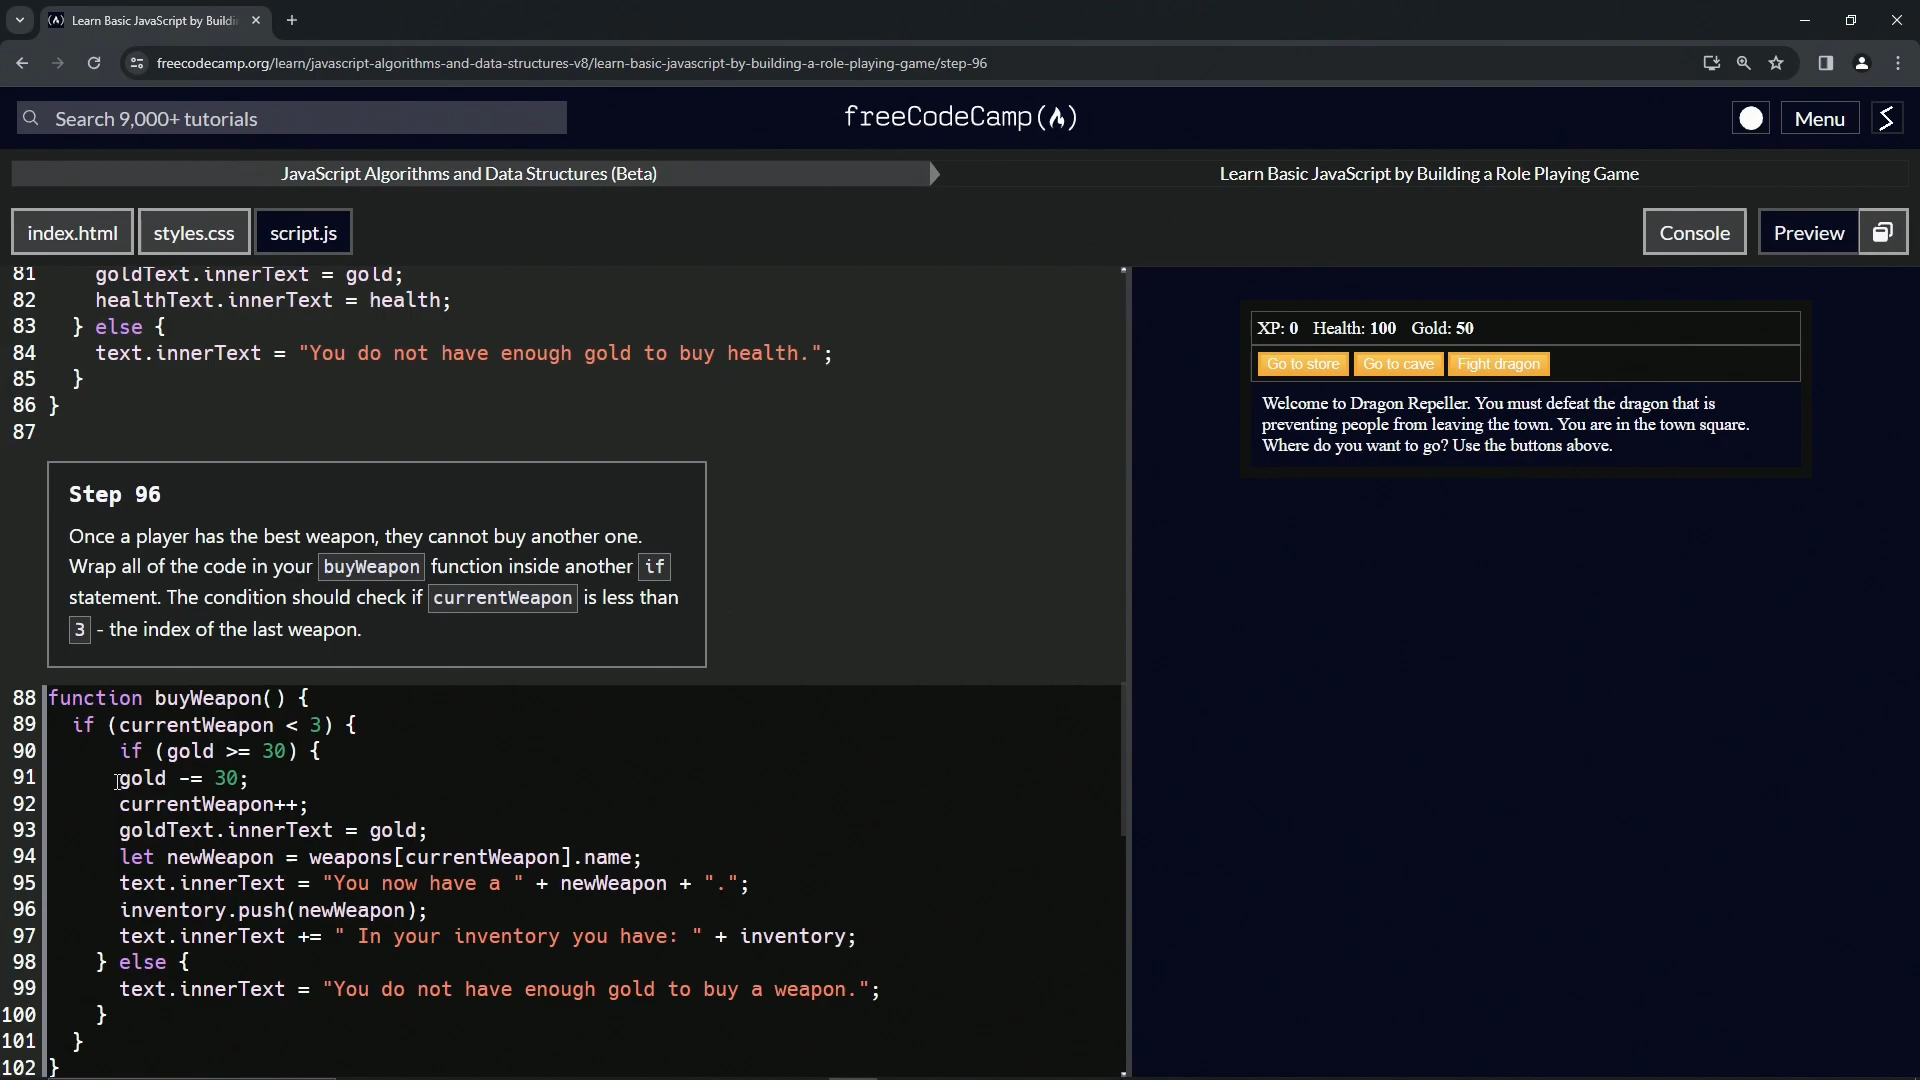 Learn Basic JavaScript by Buildi
freecodecamp.org/learn/javascript-algorithms-and-data-structures-v8/learn-basic-javascript-by-building-a-role-playing-game/step-96
Search 9,000+ tutorials
freeCodeCamp
Menu
JavaScript Algorithms and Data Structures (Beta)
Learn Basic JavaScript by Building a Role Playing Game
index.html
styles.css
script.js
Console
Preview
81 goldText.innerText = gold;
82 healthText.innerText = health;
83 } else {
84 text.innerText = "You do not have enough gold to buy health.";
85 }
86 }
87
Step 96
Once a player has the best weapon, they cannot buy another one.
Wrap all of the code in your buyWeapon function inside another if
statement. The condition should check if currentWeapon is less than
3 - the index of the last weapon.
88 function buyWeapon() {
89 if (currentWeapon < 3) {
90 if (gold >= 30) {
91 gold -= 30;
92 currentWeapon++;
93 goldText.innerText = gold;
94 let newWeapon = weapons[currentWeapon].name;
95 text.innerText = "You now have a " + newWeapon + ".";
96 inventory.push(newWeapon);
97 text.innerText += " In your inventory you have: " + inventory;
98 } else {
99 text.innerText = "You do not have enough gold to buy a weapon.";
100 }
101 }
102 }
XP: 0 Health: 100 Gold: 50
Go to store Go to cave Fight dragon
Welcome to Dragon Repeller. You must defeat the dragon that is
preventing people from leaving the town. You are in the town square.
Where do you want to go? Use the buttons above.